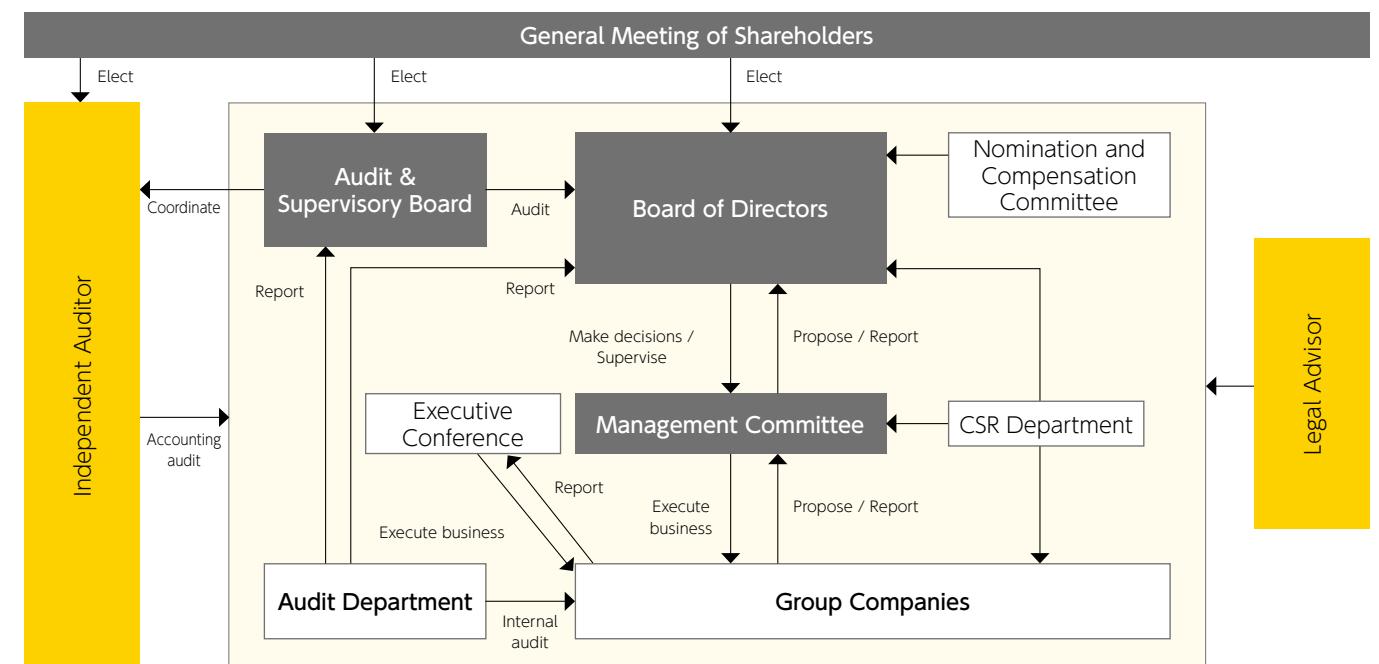 General Meeting of Shareholders
Elect
Elect
Elect
Independent Auditor
Audit &
Supervisory Board
Board of Directors
Nomination and
Compensation
Committee
Coordinate
Audit
Report
Report
Legal Advisor
Make decisions /
Supervise
Propose / Report
Accounting
audit
Executive
Conference
Management Committee
CSR Department
Report
Execute business
Execute
business
Propose / Report
Audit Department
Internal
audit
Group Companies